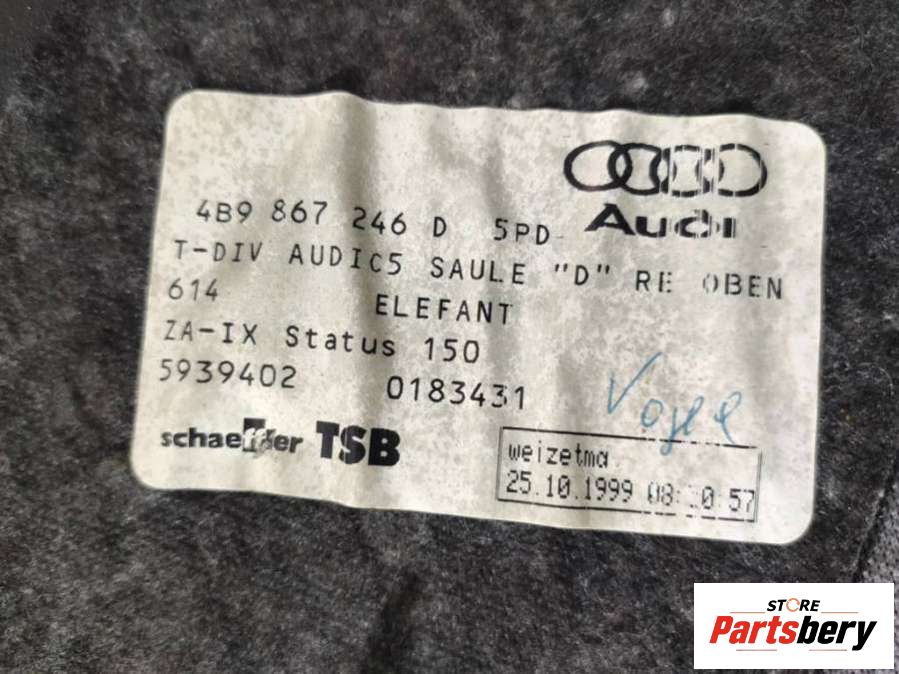 Audi
4B9 867 246 D 5PD
T-DIV AUDIC5 SAULE "D" RE OBEN
614 ELEFANT
ZA-IX Status 150
5939402 0183431
schaeffler TSB
weizetma
25.10.1999
STORE
Partsbery